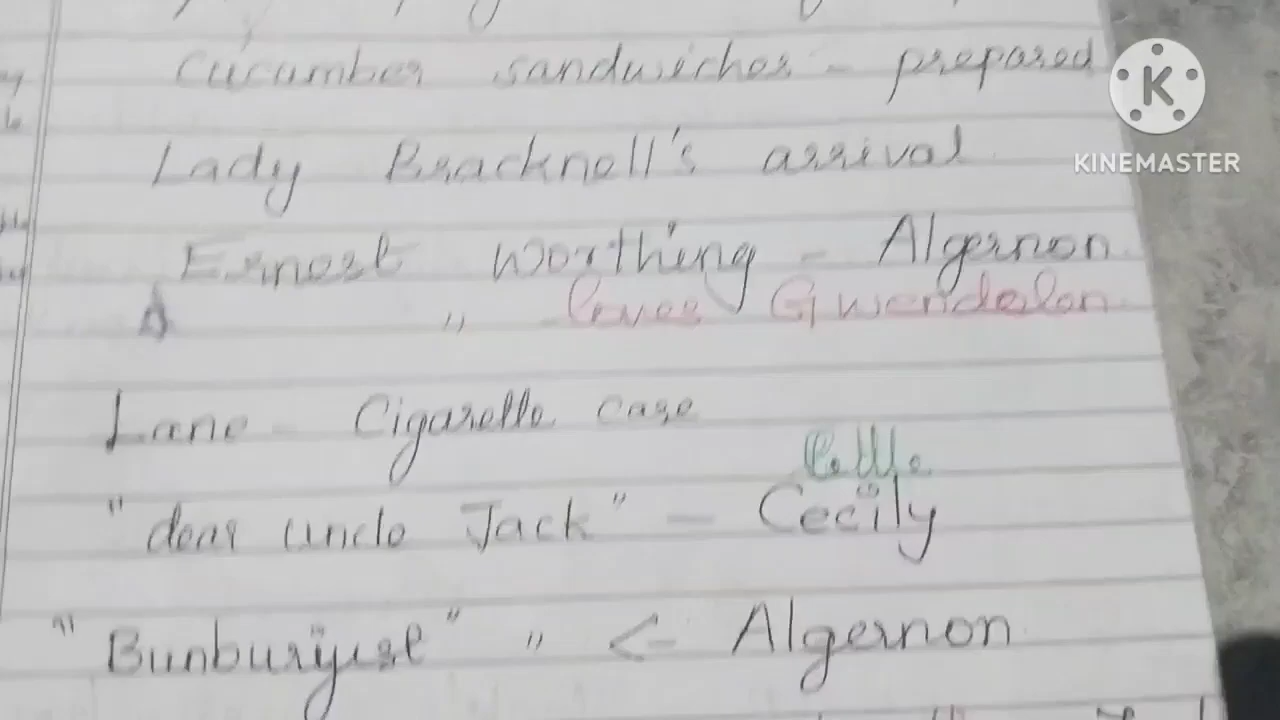 cucumber sandwiches - prepared
KINEMASTER
Lady Bracknell's arrival
Ernest Worthing - Algernon
" loves Gwendolen
Lane - Cigarette case
little
"dear uncle Jack" - Cecily
"Bunburyist" " <- Algernon